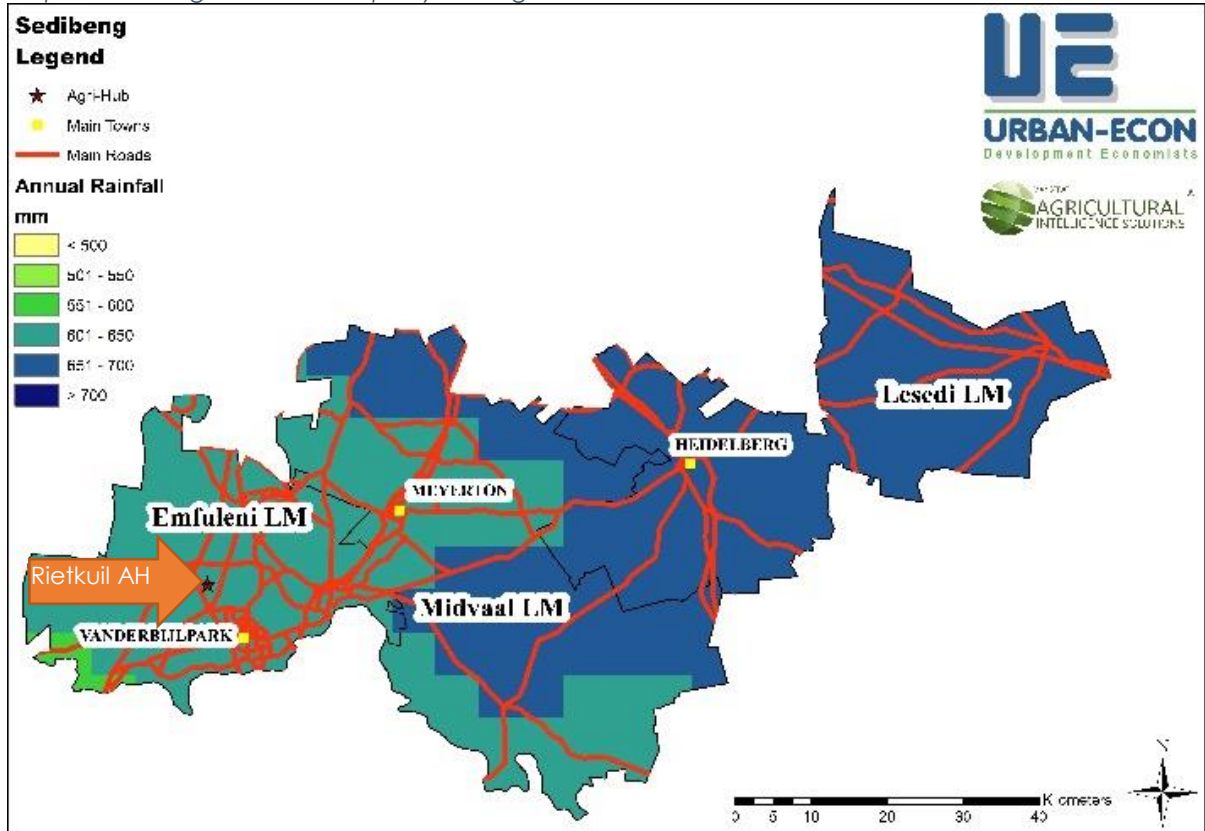 Sedibeng
Legend
Agri-Hub
Main Towns
Main Roads
Annual Rainfall
mm
< 500
501 - 550
551 - 600
601 - 650
651 - 700
> 700
URBAN-ECON
Development Economists
AGRICULTURAL
INTELLIGENCE SOLUTIONS
Lesedi LM
HEIDELBERG
MEYERTON
Emfuleni LM
Rietkuil AH
Midvaal LM
VANDERBIJLPARK
N
Kilometers
0 5 10 20 30 40